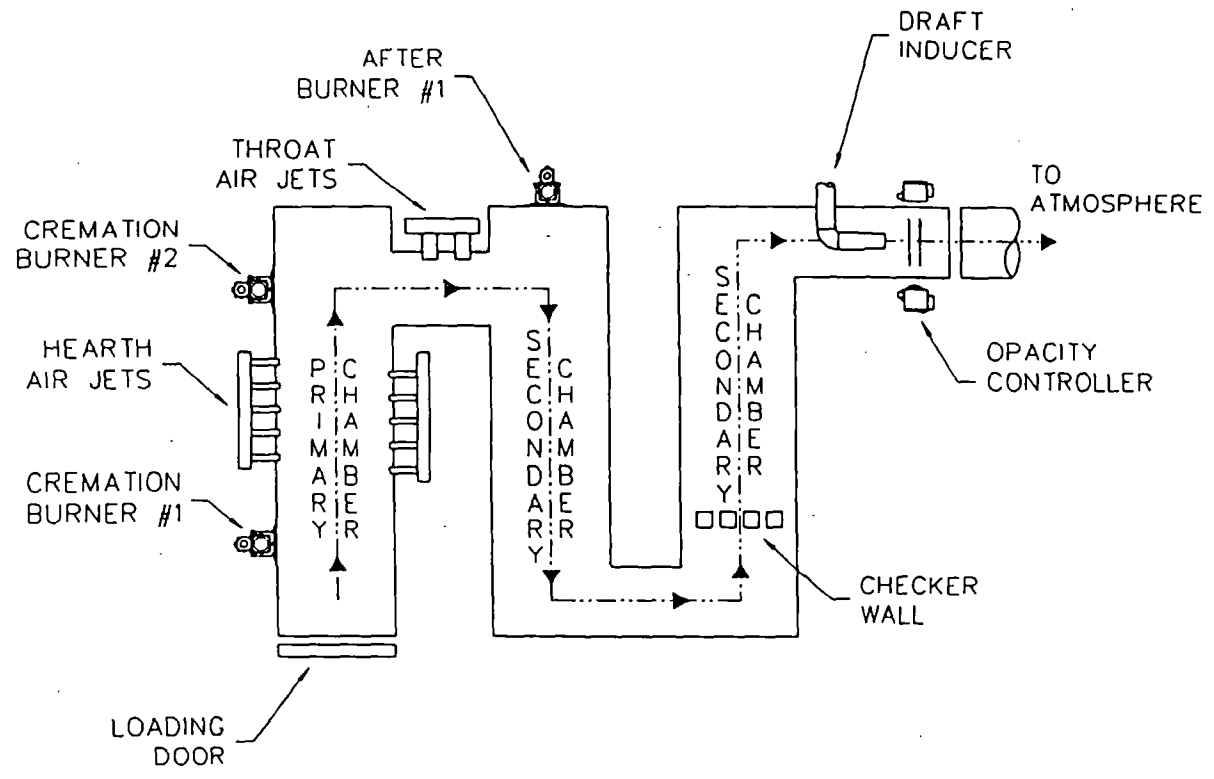 DRAFT
INDUCER
AFTER
BURNER #1
THROAT
AIR JETS
TO
ATMOSPHERE
CREMATION
BURNER #2
HEARTH
AIR JETS
PRIMARY
CHAMBER
SECONDARY
CHAMBER
SECONDARY
CHAMBER
OPACITY
CONTROLLER
CREMATION
BURNER #1
CHECKER
WALL
LOADING
DOOR